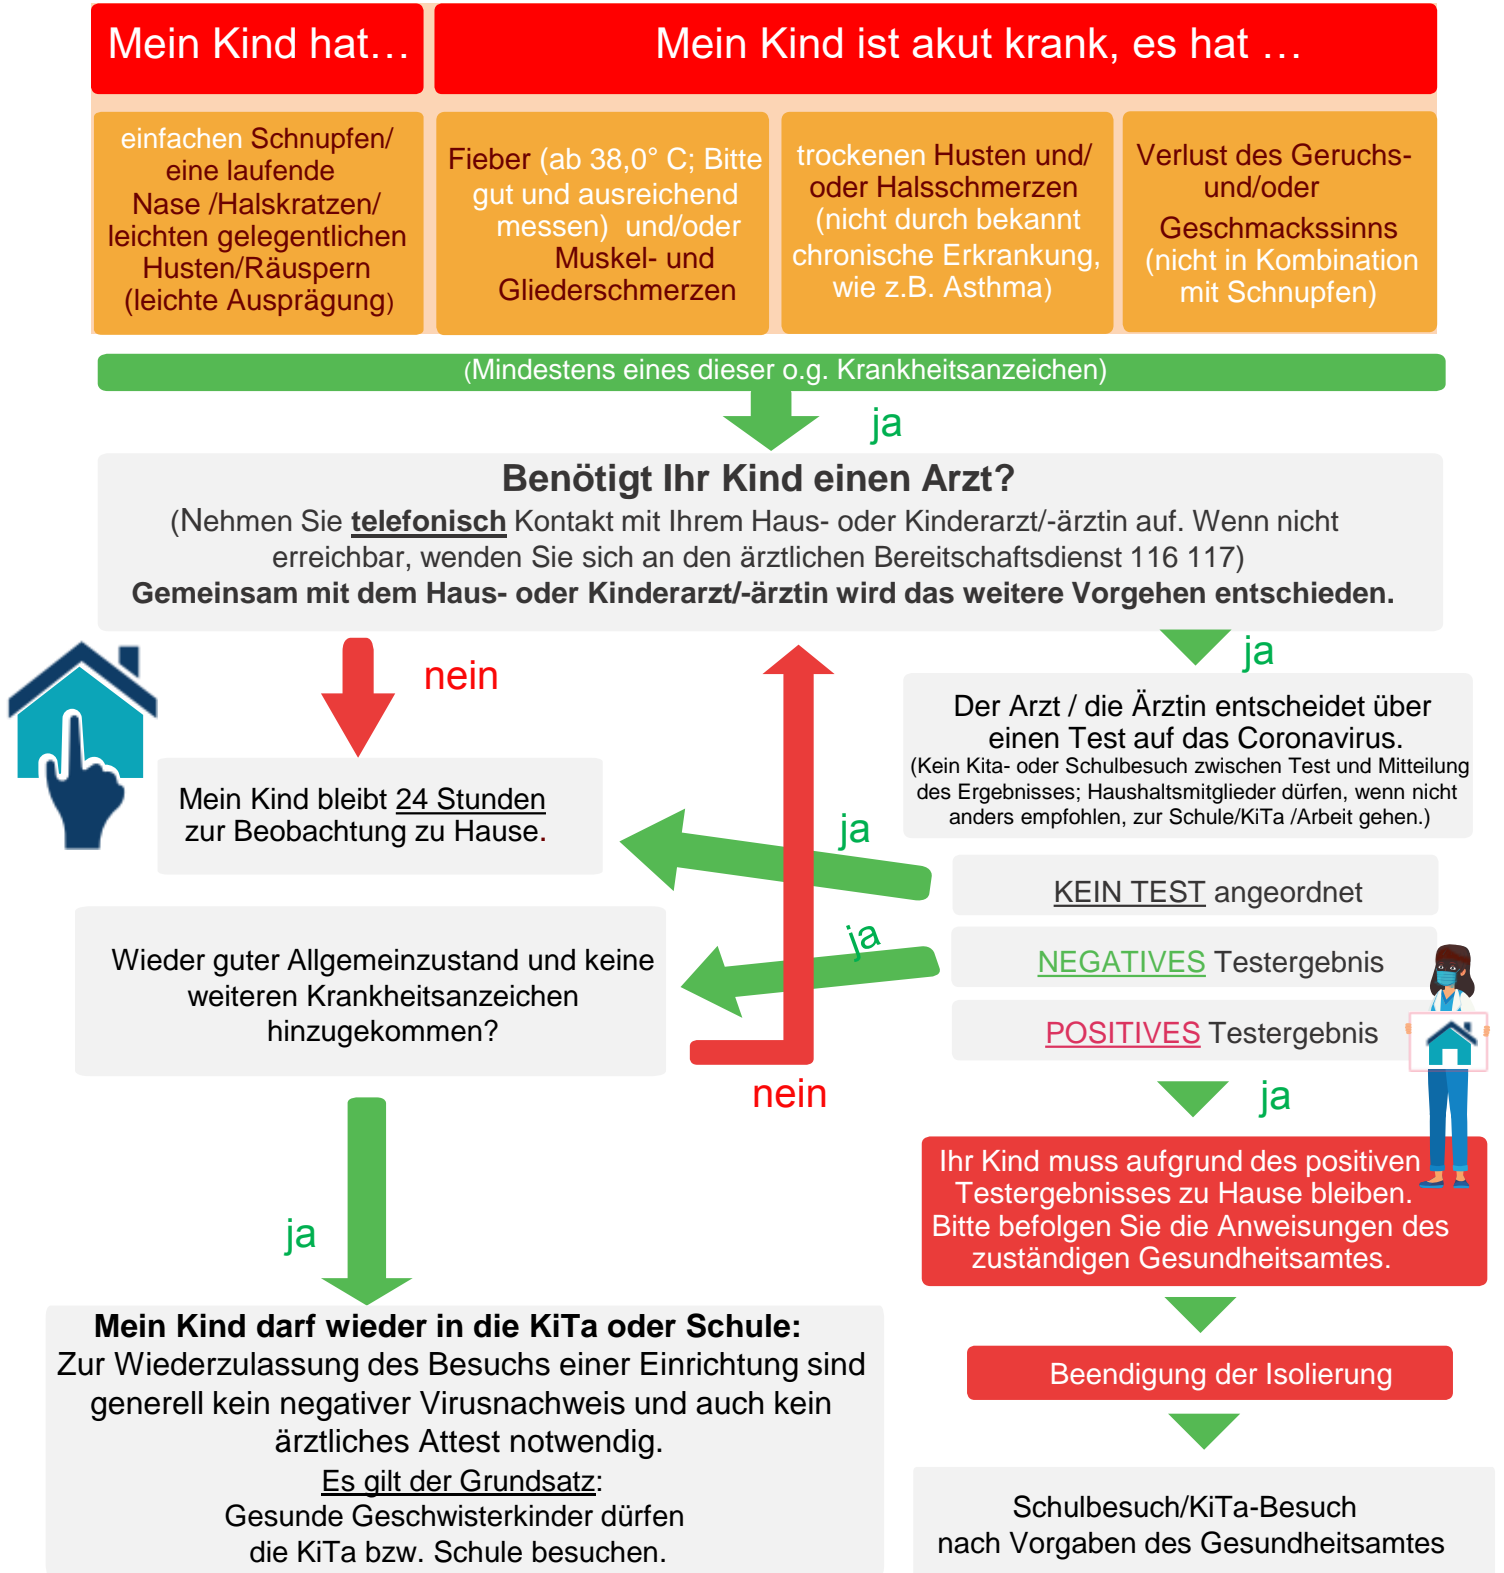 Mein Kind hat…
Mein Kind ist akut krank, es hat …
einfachen Schnupfen/
eine laufende
Nase /Halskratzen/
leichten gelegentlichen
Husten/Räuspern
(leichte Ausprägung)
Fieber (ab 38,0° C; Bitte
gut und ausreichend
messen) und/oder
Muskel- und
Gliederschmerzen
trockenen Husten und/
oder Halsschmerzen
(nicht durch bekannt
chronische Erkrankung,
wie z.B. Asthma)
Verlust des Geruchs-
und/oder
Geschmackssinns
(nicht in Kombination
mit Schnupfen)
(Mindestens eines dieser o.g. Krankheitsanzeichen)
ja
Benötigt Ihr Kind einen Arzt?
(Nehmen Sie telefonisch Kontakt mit Ihrem Haus- oder Kinderarzt/-ärztin auf. Wenn nicht
erreichbar, wenden Sie sich an den ärztlichen Bereitschaftsdienst 116 117)
Gemeinsam mit dem Haus- oder Kinderarzt/-ärztin wird das weitere Vorgehen entschieden.
nein
ja
Mein Kind bleibt 24 Stunden
zur Beobachtung zu Hause.
Der Arzt / die Ärztin entscheidet über
einen Test auf das Coronavirus.
(Kein Kita- oder Schulbesuch zwischen Test und Mitteilung
des Ergebnisses; Haushaltsmitglieder dürfen, wenn nicht
anders empfohlen, zur Schule/KiTa /Arbeit gehen.)
ja
KEIN TEST angeordnet
ja
NEGATIVES Testergebnis
POSITIVES Testergebnis
Wieder guter Allgemeinzustand und keine
weiteren Krankheitsanzeichen
hinzugekommen?
nein
ja
Ihr Kind muss aufgrund des positiven
Testergebnisses zu Hause bleiben.
Bitte befolgen Sie die Anweisungen des
zuständigen Gesundheitsamtes.
ja
Mein Kind darf wieder in die KiTa oder Schule:
Zur Wiederzulassung des Besuchs einer Einrichtung sind
generell kein negativer Virusnachweis und auch kein
ärztliches Attest notwendig.
Es gilt der Grundsatz:
Gesunde Geschwisterkinder dürfen
die KiTa bzw. Schule besuchen.
Beendigung der Isolierung
Schulbesuch/KiTa-Besuch
nach Vorgaben des Gesundheitsamtes